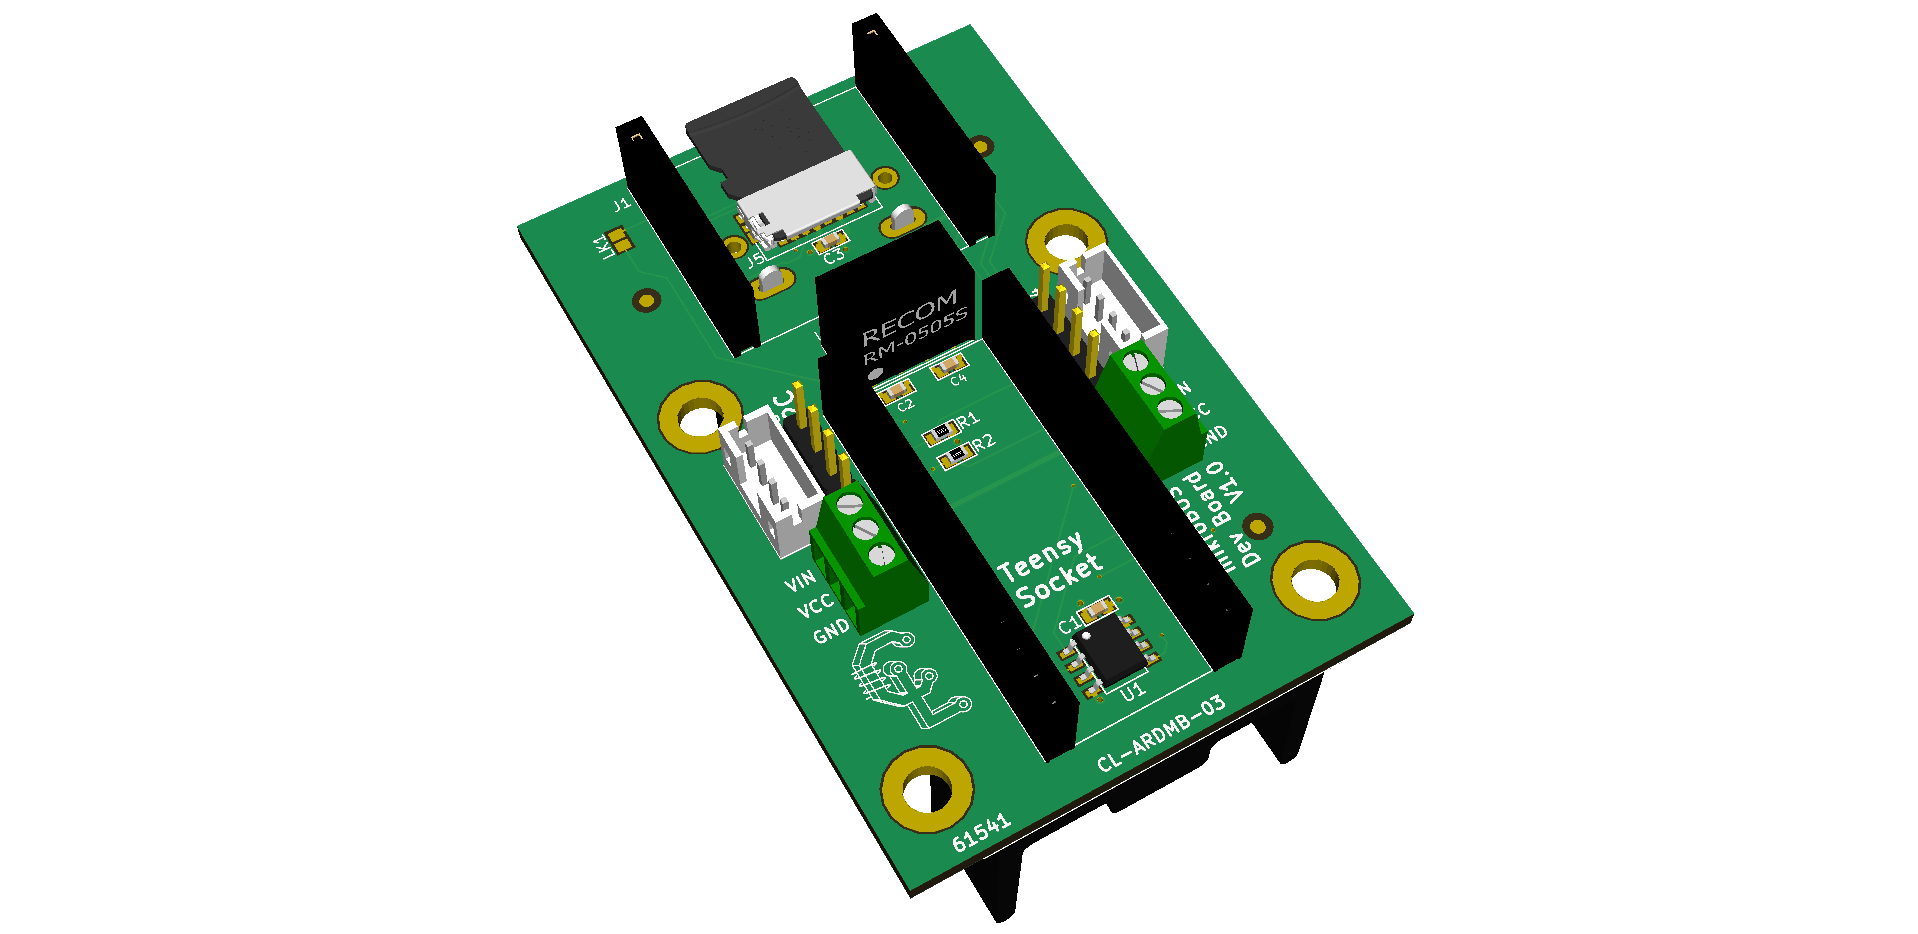 J1
LK1
J5
C3
RECOM
RM-0505S
C2
C4
R1
R2
VIN
VCC
GND
Teensy
Socket
Dev Board
V1.0
C1
U1
CL-ARDMB-03
61541